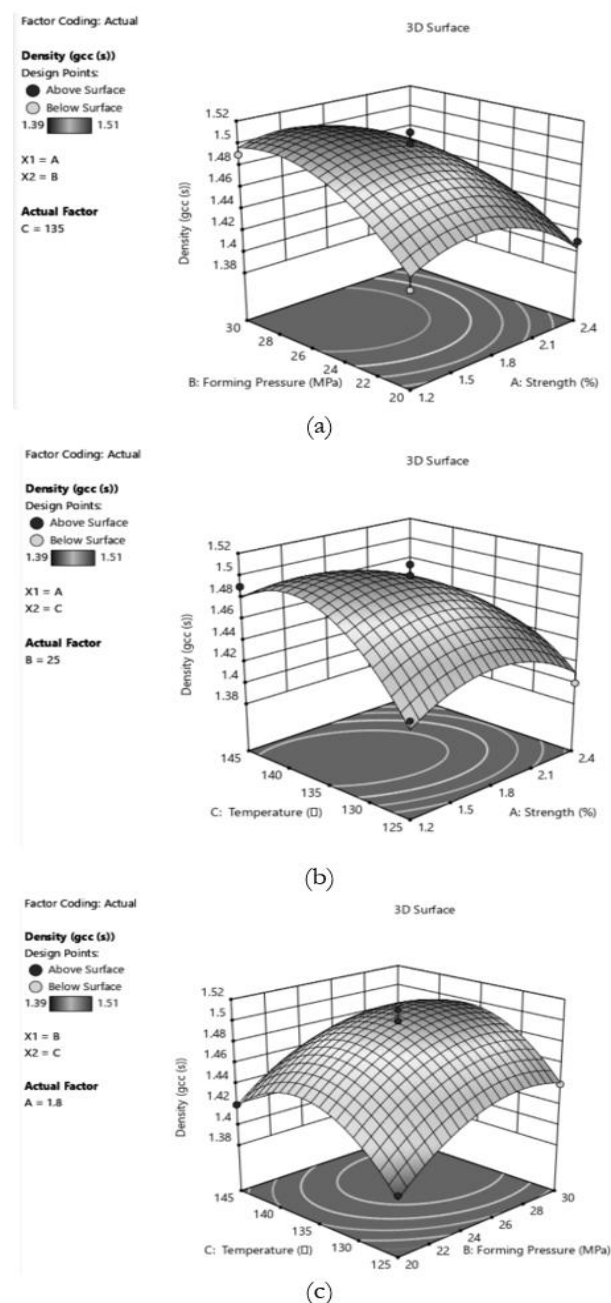 Factor Coding: Actual
3D Surface
Density (gcc (s))
Design Points:
Above Surface
Below Surface
1.39 1.51
X1 = A
X2 = B
Actual Factor
C = 135
1.52
1.5
1.48
1.46
1.44
1.42
1.4
1.38
Density (gcc (s))
30
28
26
24
22
20
B: Forming Pressure (MPa)
1.2
1.5
1.8
2.1
2.4
A: Strength (%)
(a)
Factor Coding: Actual
3D Surface
Density (gcc (s))
Design Points:
Above Surface
Below Surface
1.39 1.51
X1 = A
X2 = C
Actual Factor
B = 25
1.52
1.5
1.48
1.46
1.44
1.42
1.4
1.38
Density (gcc (s))
145
140
135
130
125
C: Temperature (□)
1.2
1.5
1.8
2.1
2.4
A: Strength (%)
(b)
Factor Coding: Actual
3D Surface
Density (gcc (s))
Design Points:
Above Surface
Below Surface
1.39 1.51
X1 = B
X2 = C
Actual Factor
A = 1.8
1.52
1.5
1.48
1.46
1.44
1.42
1.4
1.38
Density (gcc (s))
145
140
135
130
125
C: Temperature (□)
20
22
24
26
28
30
B: Forming Pressure (MPa)
(c)